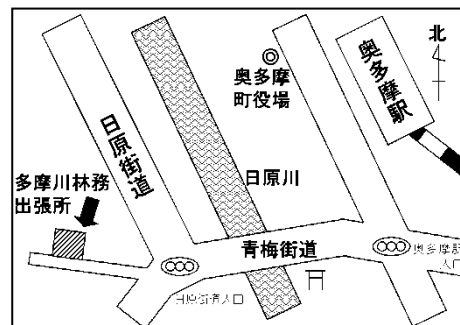 北
奥多摩駅
奥多摩
町役場
日原街道
日原川
多摩川林務
出張所
青梅街道
奥多摩駅
入口
日原街道入口